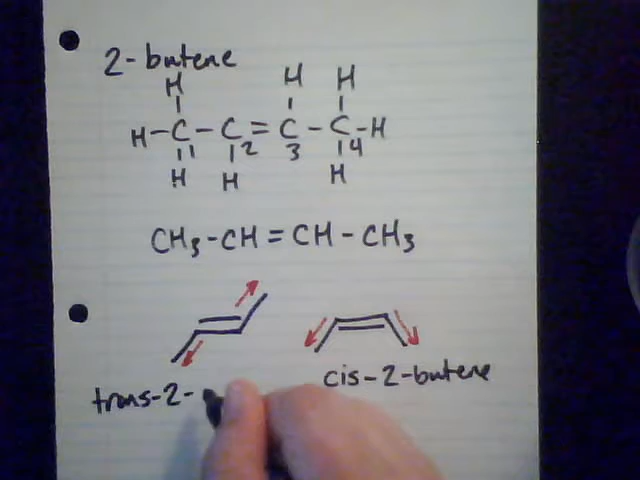 2-butene
H H H
H-C-C=C-C-H
1 2 3 4
H H H
CH3-CH=CH-CH3
cis-2-butene
trans-2-